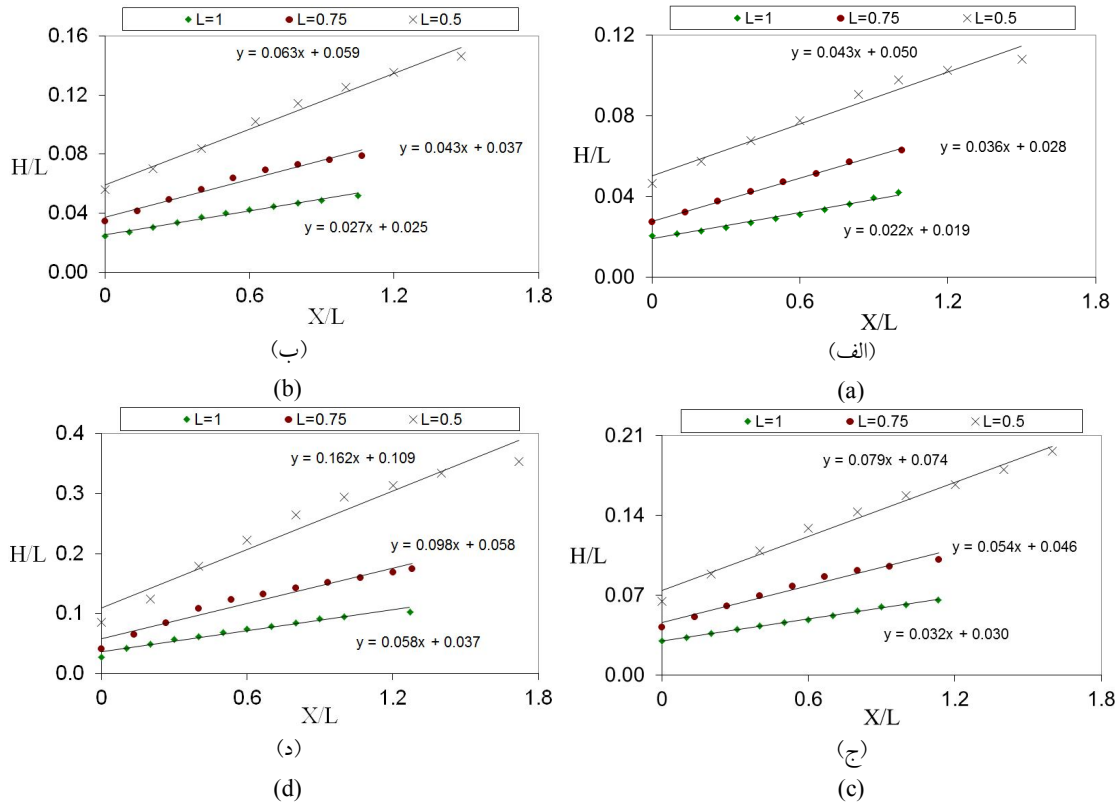 L=1 L=0.75 L=0.5
0.16
0.12
0.08
0.04
0.00
H/L
y = 0.063x + 0.059
y = 0.043x + 0.037
y = 0.027x + 0.025
0 0.6 1.2 1.8
X/L
(ب)
(b)
L=1 L=0.75 L=0.5
0.12
0.08
0.04
0.00
H/L
y = 0.043x + 0.050
y = 0.036x + 0.028
y = 0.022x + 0.019
0 0.6 1.2 1.8
X/L
(الف)
(a)
L=1 L=0.75 L=0.5
0.4
0.3
0.2
0.1
0.0
H/L
y = 0.162x + 0.109
y = 0.098x + 0.058
y = 0.058x + 0.037
0 0.6 1.2 1.8
X/L
(د)
(d)
L=1 L=0.75 L=0.5
0.21
0.14
0.07
0.00
H/L
y = 0.079x + 0.074
y = 0.054x + 0.046
y = 0.032x + 0.030
0 0.6 1.2 1.8
X/L
(ج)
(c)